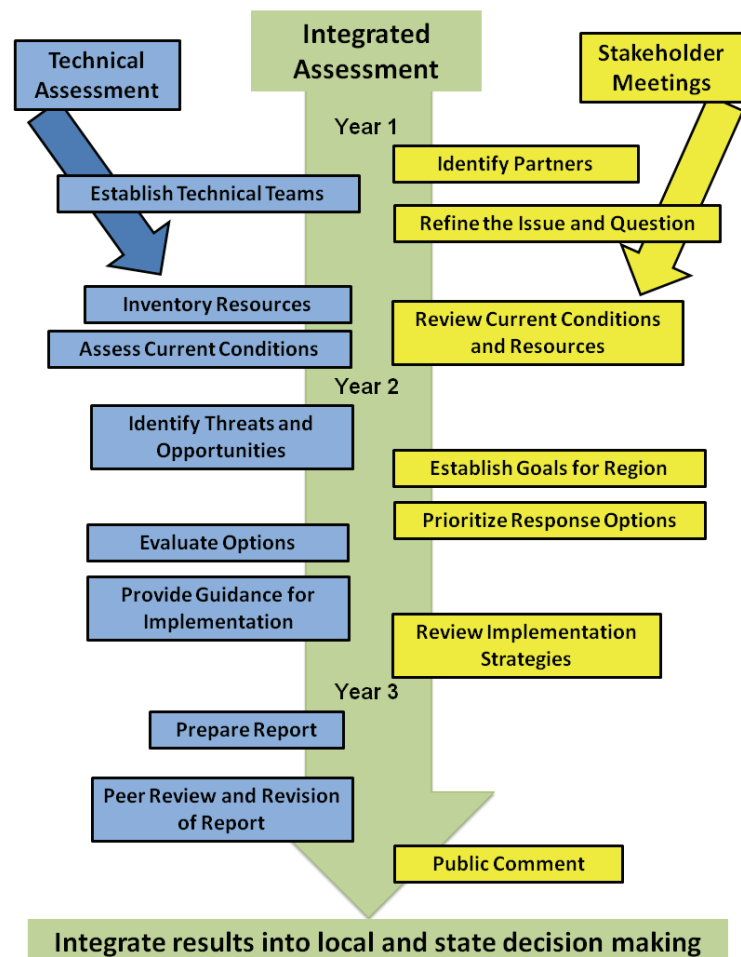 Integrated
Assessment
Technical
Assessment
Stakeholder
Meetings
Year 1
Identify Partners
Establish Technical Teams
Refine the Issue and Question
Inventory Resources
Review Current Conditions
and Resources
Assess Current Conditions
Year 2
Identify Threats and
Opportunities
Establish Goals for Region
Prioritize Response Options
Evaluate Options
Provide Guidance for
Implementation
Review Implementation
Strategies
Year 3
Prepare Report
Peer Review and Revision
of Report
Public Comment
Integrate results into local and state decision making